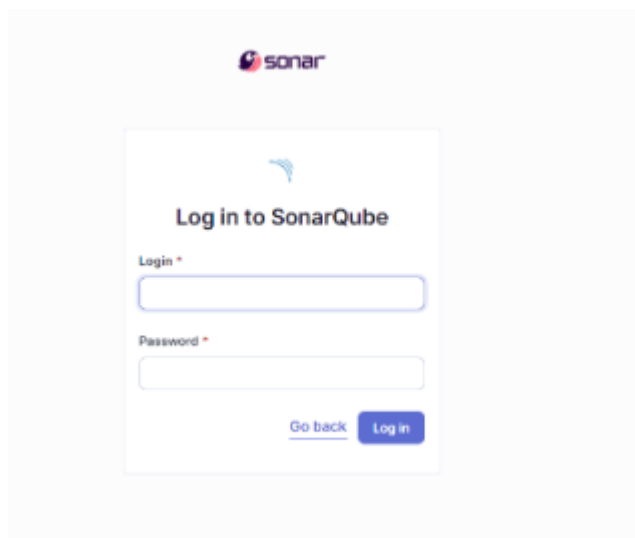 sonar
Log in to SonarQube
Login *
Password *
Go back Log in